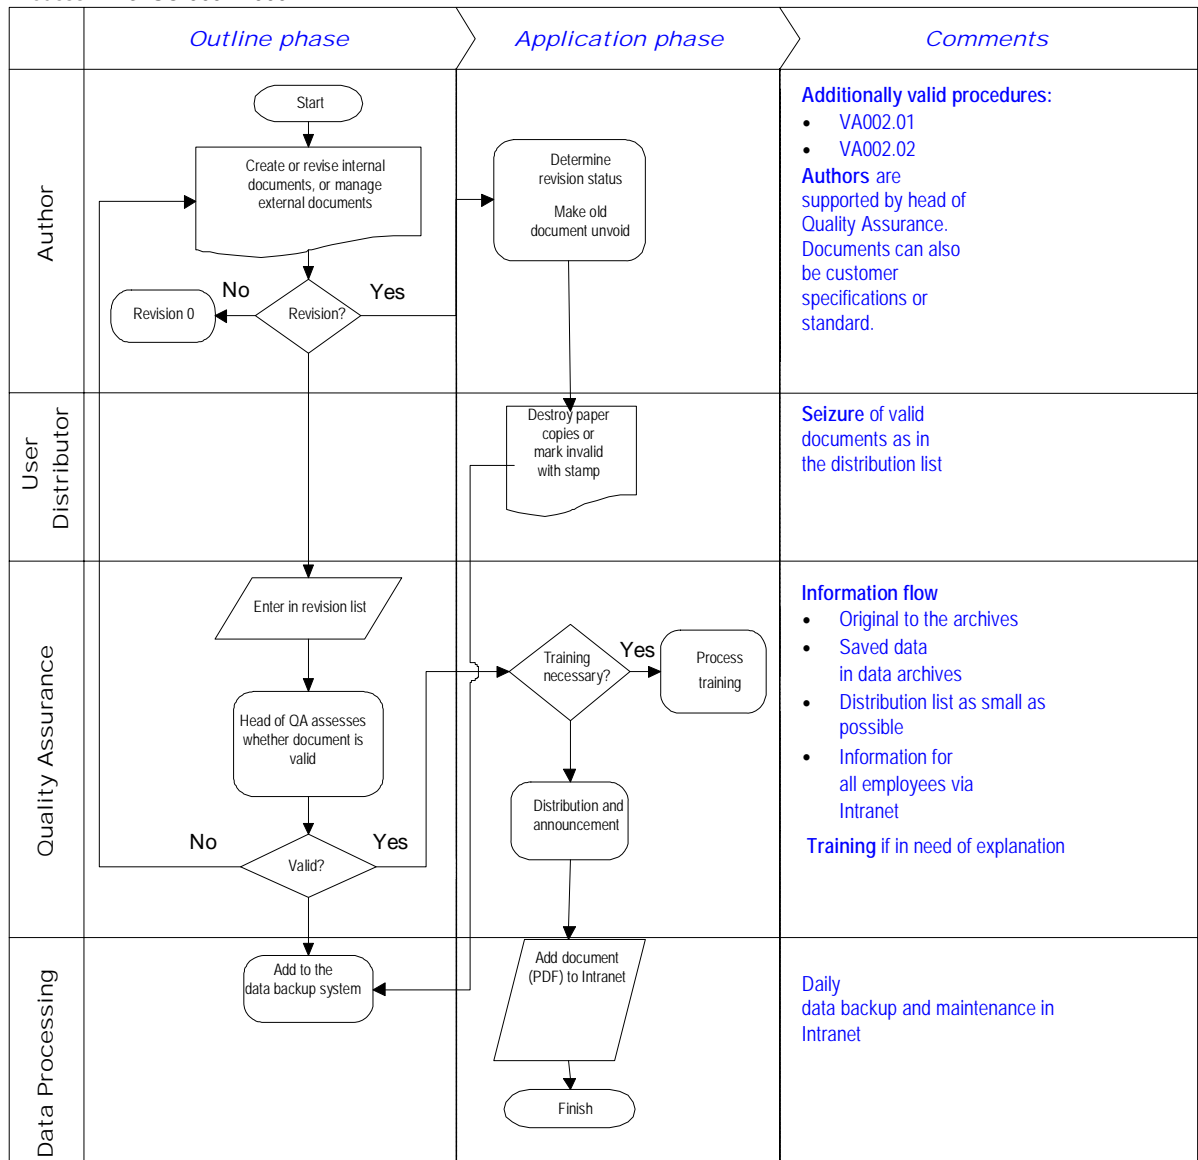 Outline phase
Application phase
Comments
Author
Start
Create or revise internal
documents, or manage
external documents
No
Yes
Revision 0
Revision?
Determine
revision status
Make old
document unvoid
Additionally valid procedures:
• VA002.01
• VA002.02
Authors are
supported by head of
Quality Assurance.
Documents can also
be customer
specifications or
standard.
User
Distributor
Destroy paper
copies or
mark invalid
with stamp
Seizure of valid
documents as in
the distribution list
Quality Assurance
Enter in revision list
Head of QA assesses
whether document is
valid
No
Yes
Valid?
Training
necessary?
Yes
Process
training
Distribution and
announcement
Information flow
• Original to the archives
• Saved data
in data archives
• Distribution list as small as
possible
• Information for
all employees via
Intranet
Training if in need of explanation
Data Processing
Add to the
data backup system
Add document
(PDF) to Intranet
Finish
Daily
data backup and maintenance in
Intranet